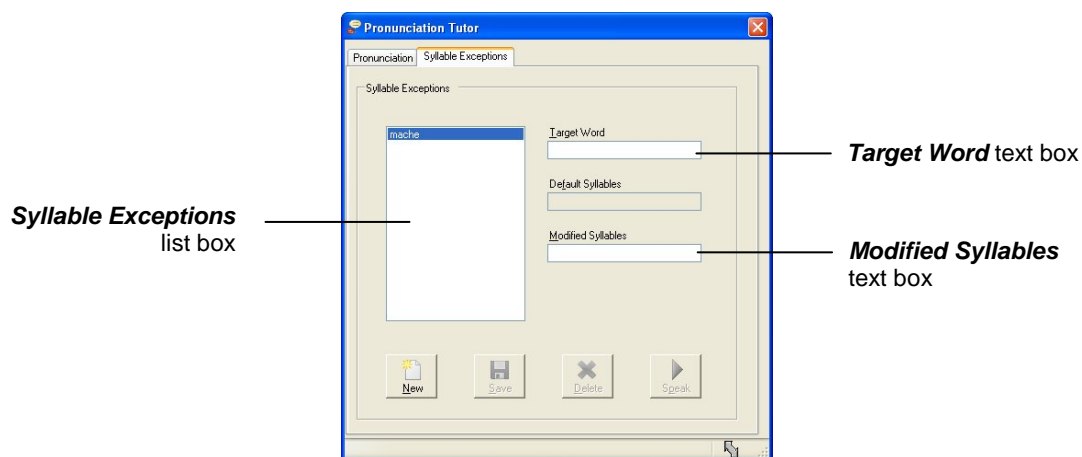 Pronunciation Tutor
Pronunciation
Syllable Exceptions
Syllable Exceptions
mache
Target Word
Default Syllables
Modified Syllables
New
Save
Delete
Speak
Syllable Exceptions
list box
Target Word text box
Modified Syllables
text box